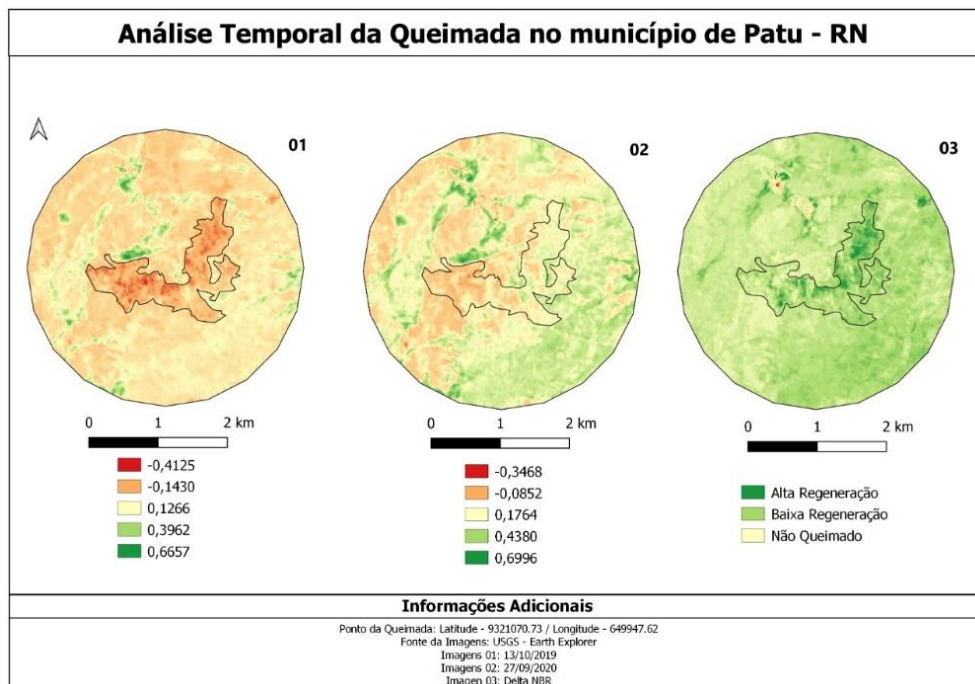 Análise Temporal da Queimada no município de Patu - RN
01
02
03
0 1 2 km
0 1 2 km
0 1 2 km
-0,4125
-0,1430
0,1266
0,3962
0,6657
-0,3468
-0,0852
0,1764
0,4380
0,6996
Alta Regeneração
Baixa Regeneração
Não Queimado
Informações Adicionais
Ponto da Queimada: Latitude - 9321070.73 / Longitude - 649947.62
Fonte da Imagens: USGS - Earth Explorer
Imagens 01: 13/10/2019
Imagens 02: 27/09/2020
Imagen 03: Delta NBR